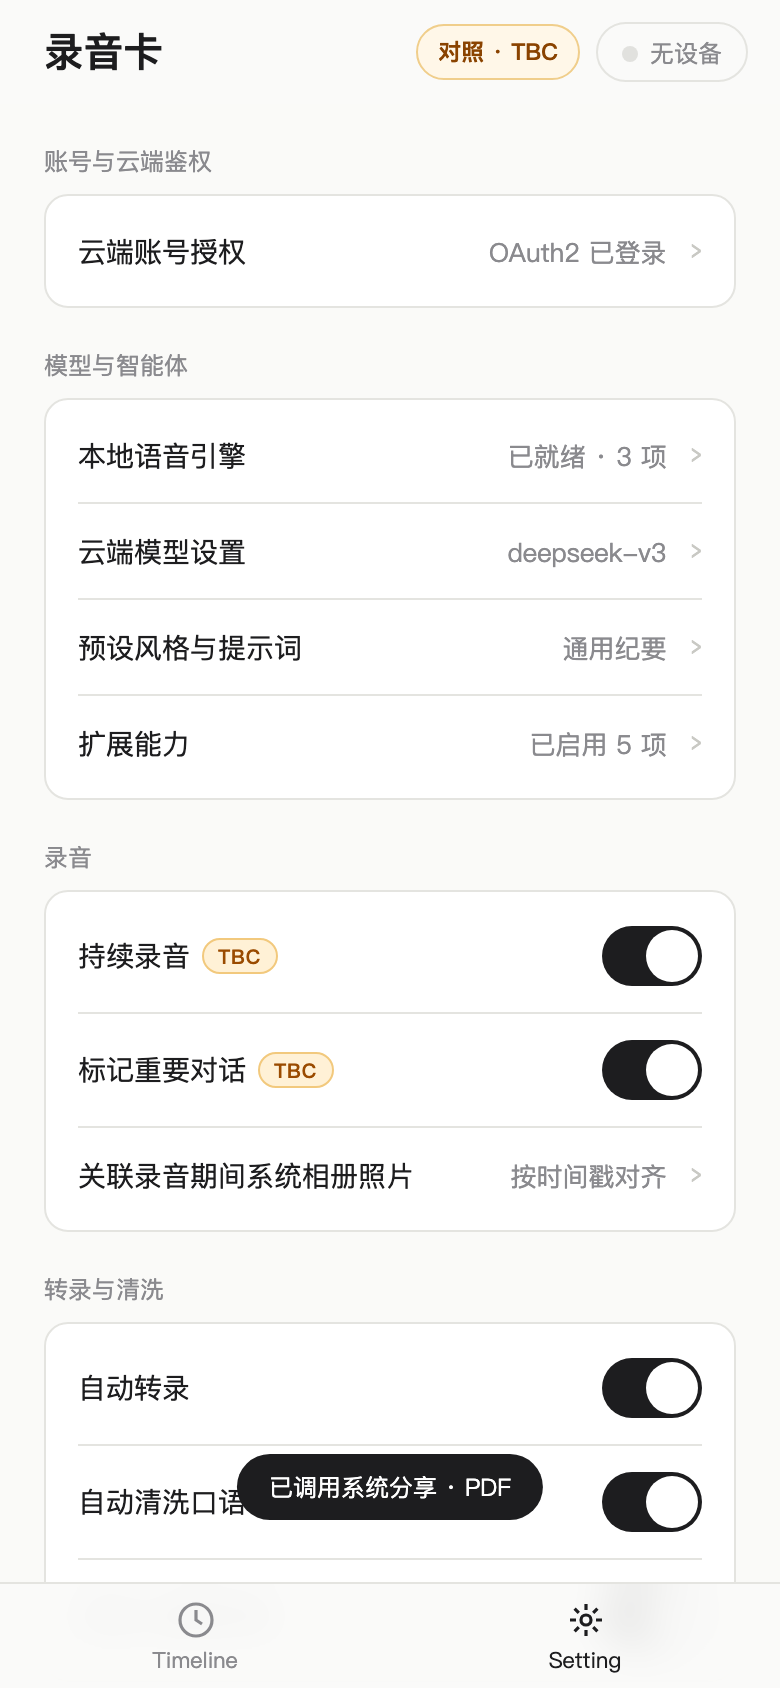 录音卡
对照 · TBC
无设备
账号与云端鉴权
云端账号授权
OAuth2 已登录
模型与智能体
本地语音引擎
已就绪 · 3 项
云端模型设置
deepseek-v3
预设风格与提示词
通用纪要
扩展能力
已启用 5 项
录音
持续录音 TBC
标记重要对话 TBC
关联录音期间系统相册照片
按时间戳对齐
转录与清洗
自动转录
自动清洗口语
已调用系统分享 · PDF
Timeline
Setting